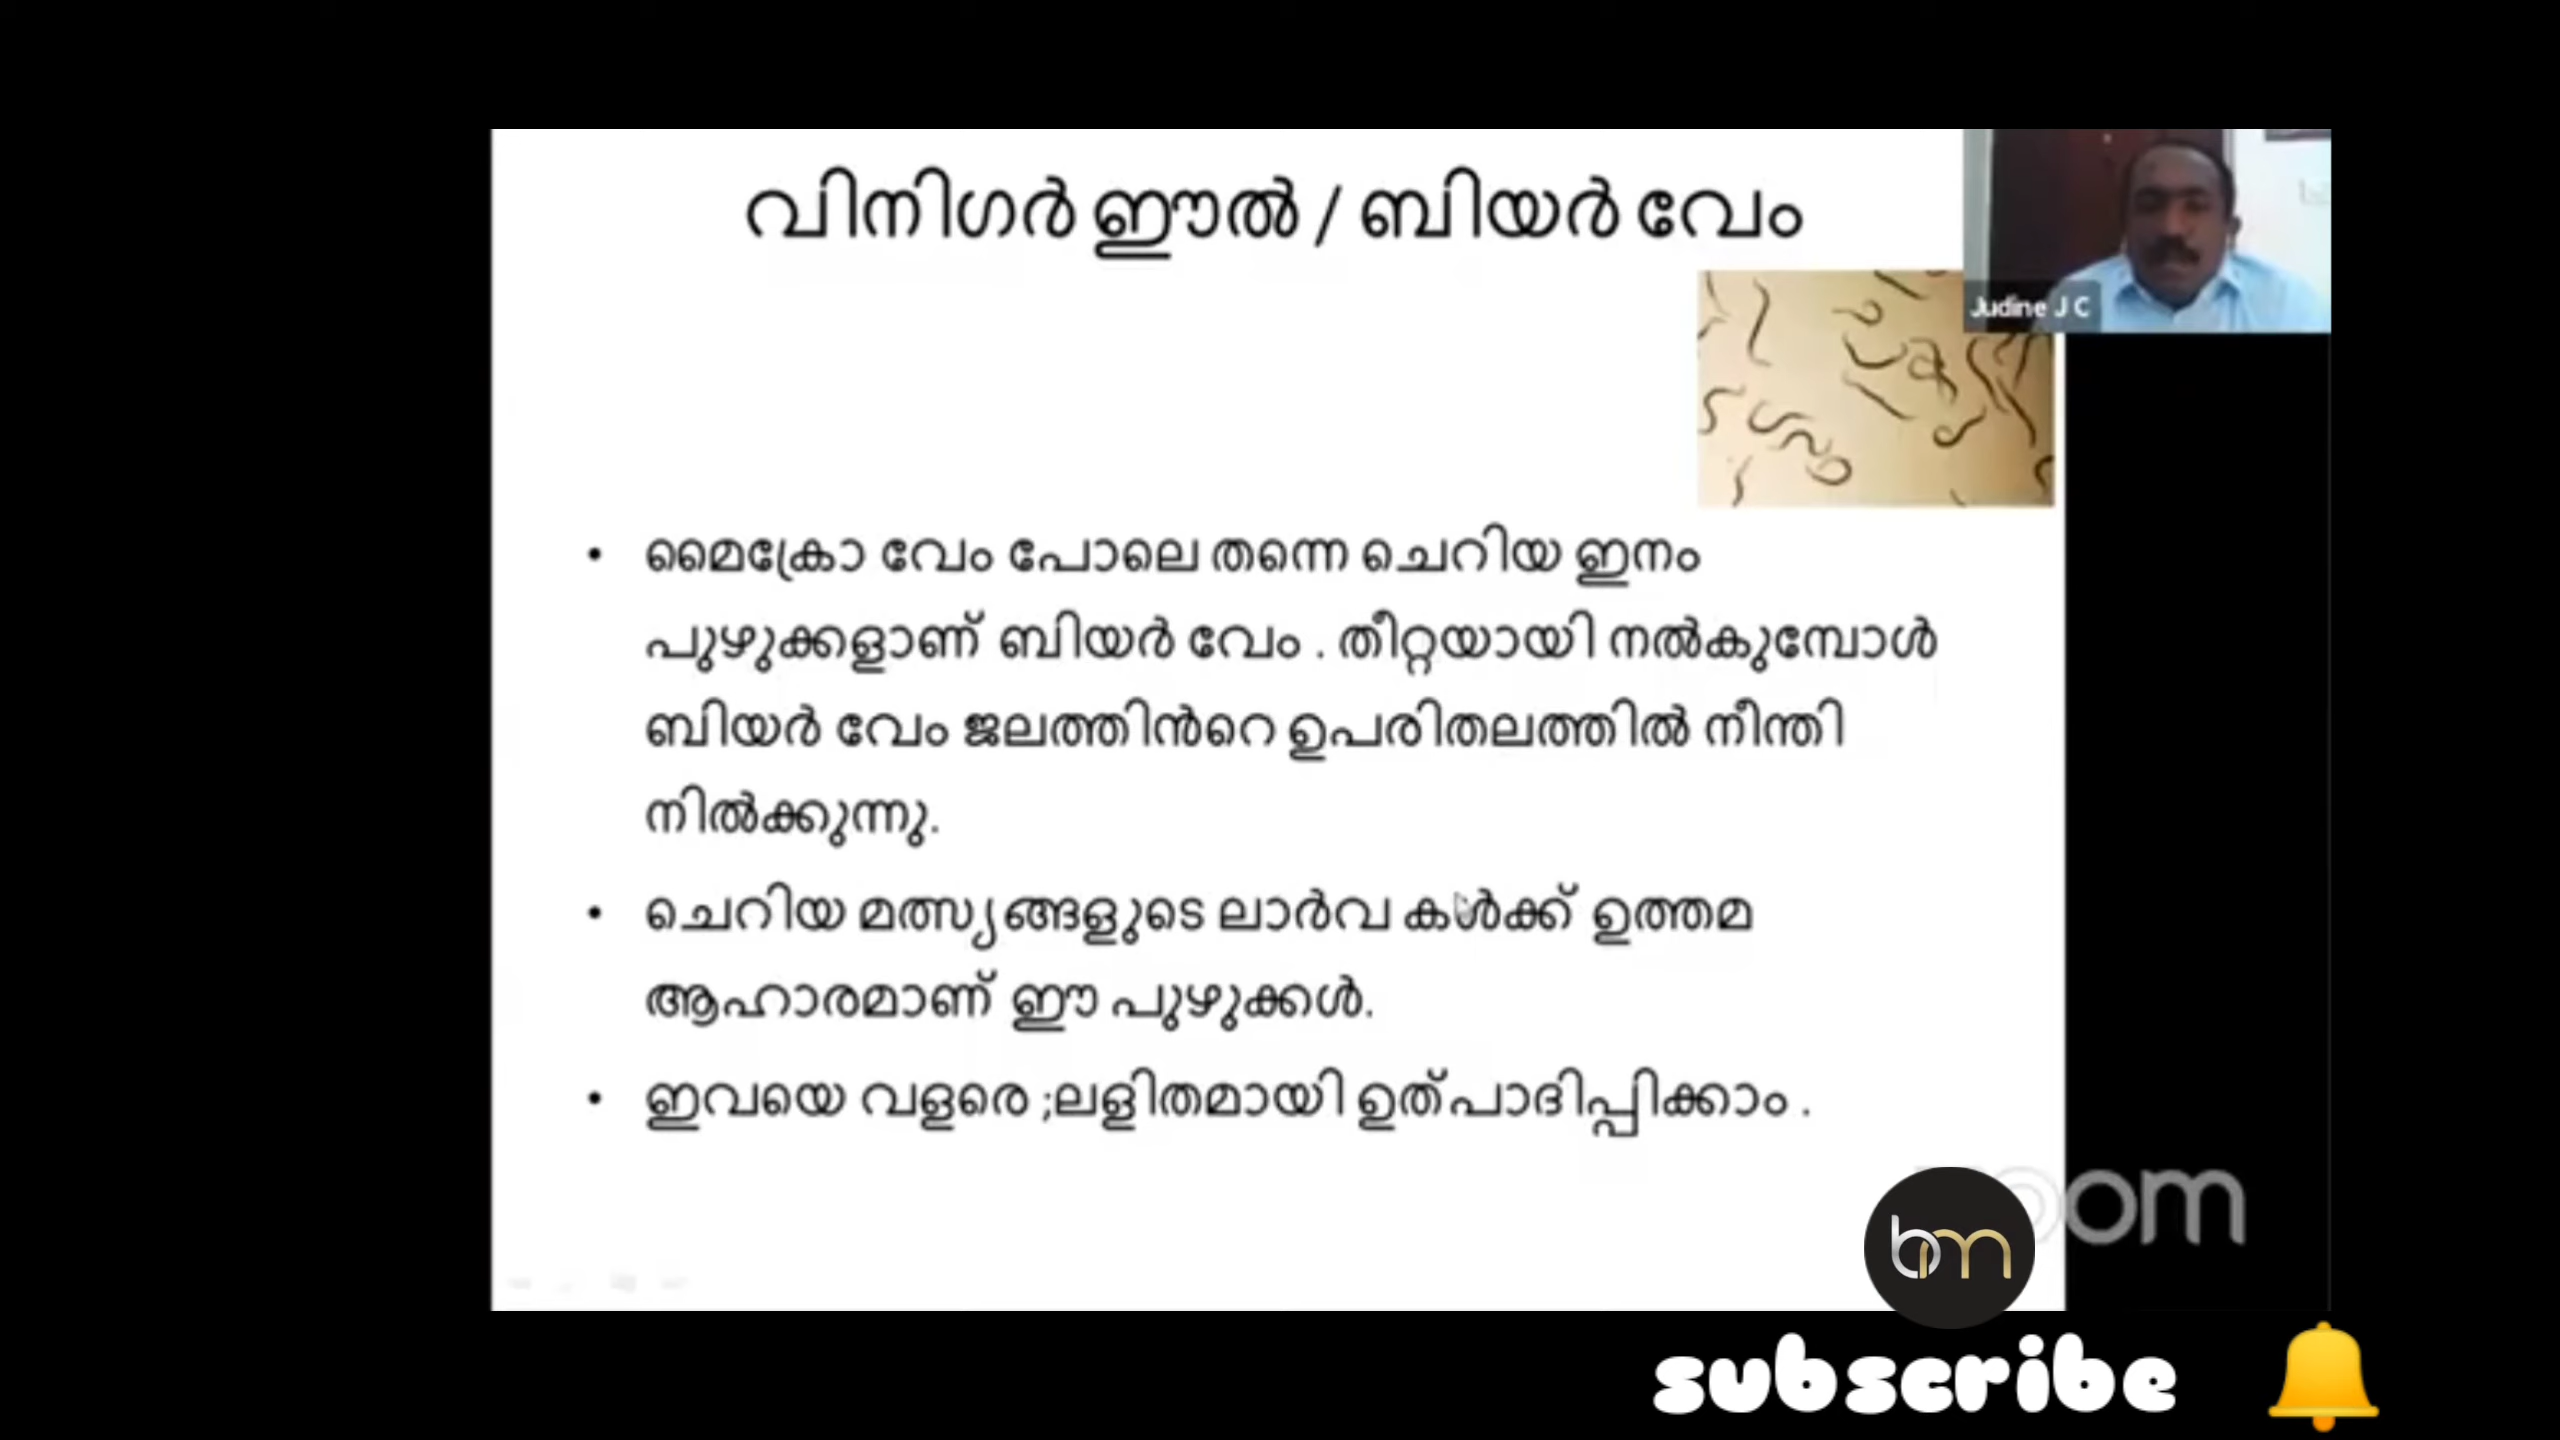 വിനിഗർ ഈൽ / ബിയർ വേം
Judine J C
• മൈക്രോ വേം പോലെ തന്നെ ചെറിയ ഇനം
പുഴുക്കളാണ് ബിയർ വേം . തീറ്റയായി നൽകുമ്പോൾ
ബിയർ വേം ജലത്തിൻറെ ഉപരിതലത്തിൽ നീന്തി
നിൽക്കുന്നു.
• ചെറിയ മത്സ്യങ്ങളുടെ ലാർവ കൾക്ക് ഉത്തമ
ആഹാരമാണ് ഈ പുഴുക്കൾ.
• ഇവയെ വളരെ ;ലളിതമായി ഉത്പാദിപ്പിക്കാം .
bm
subscribe